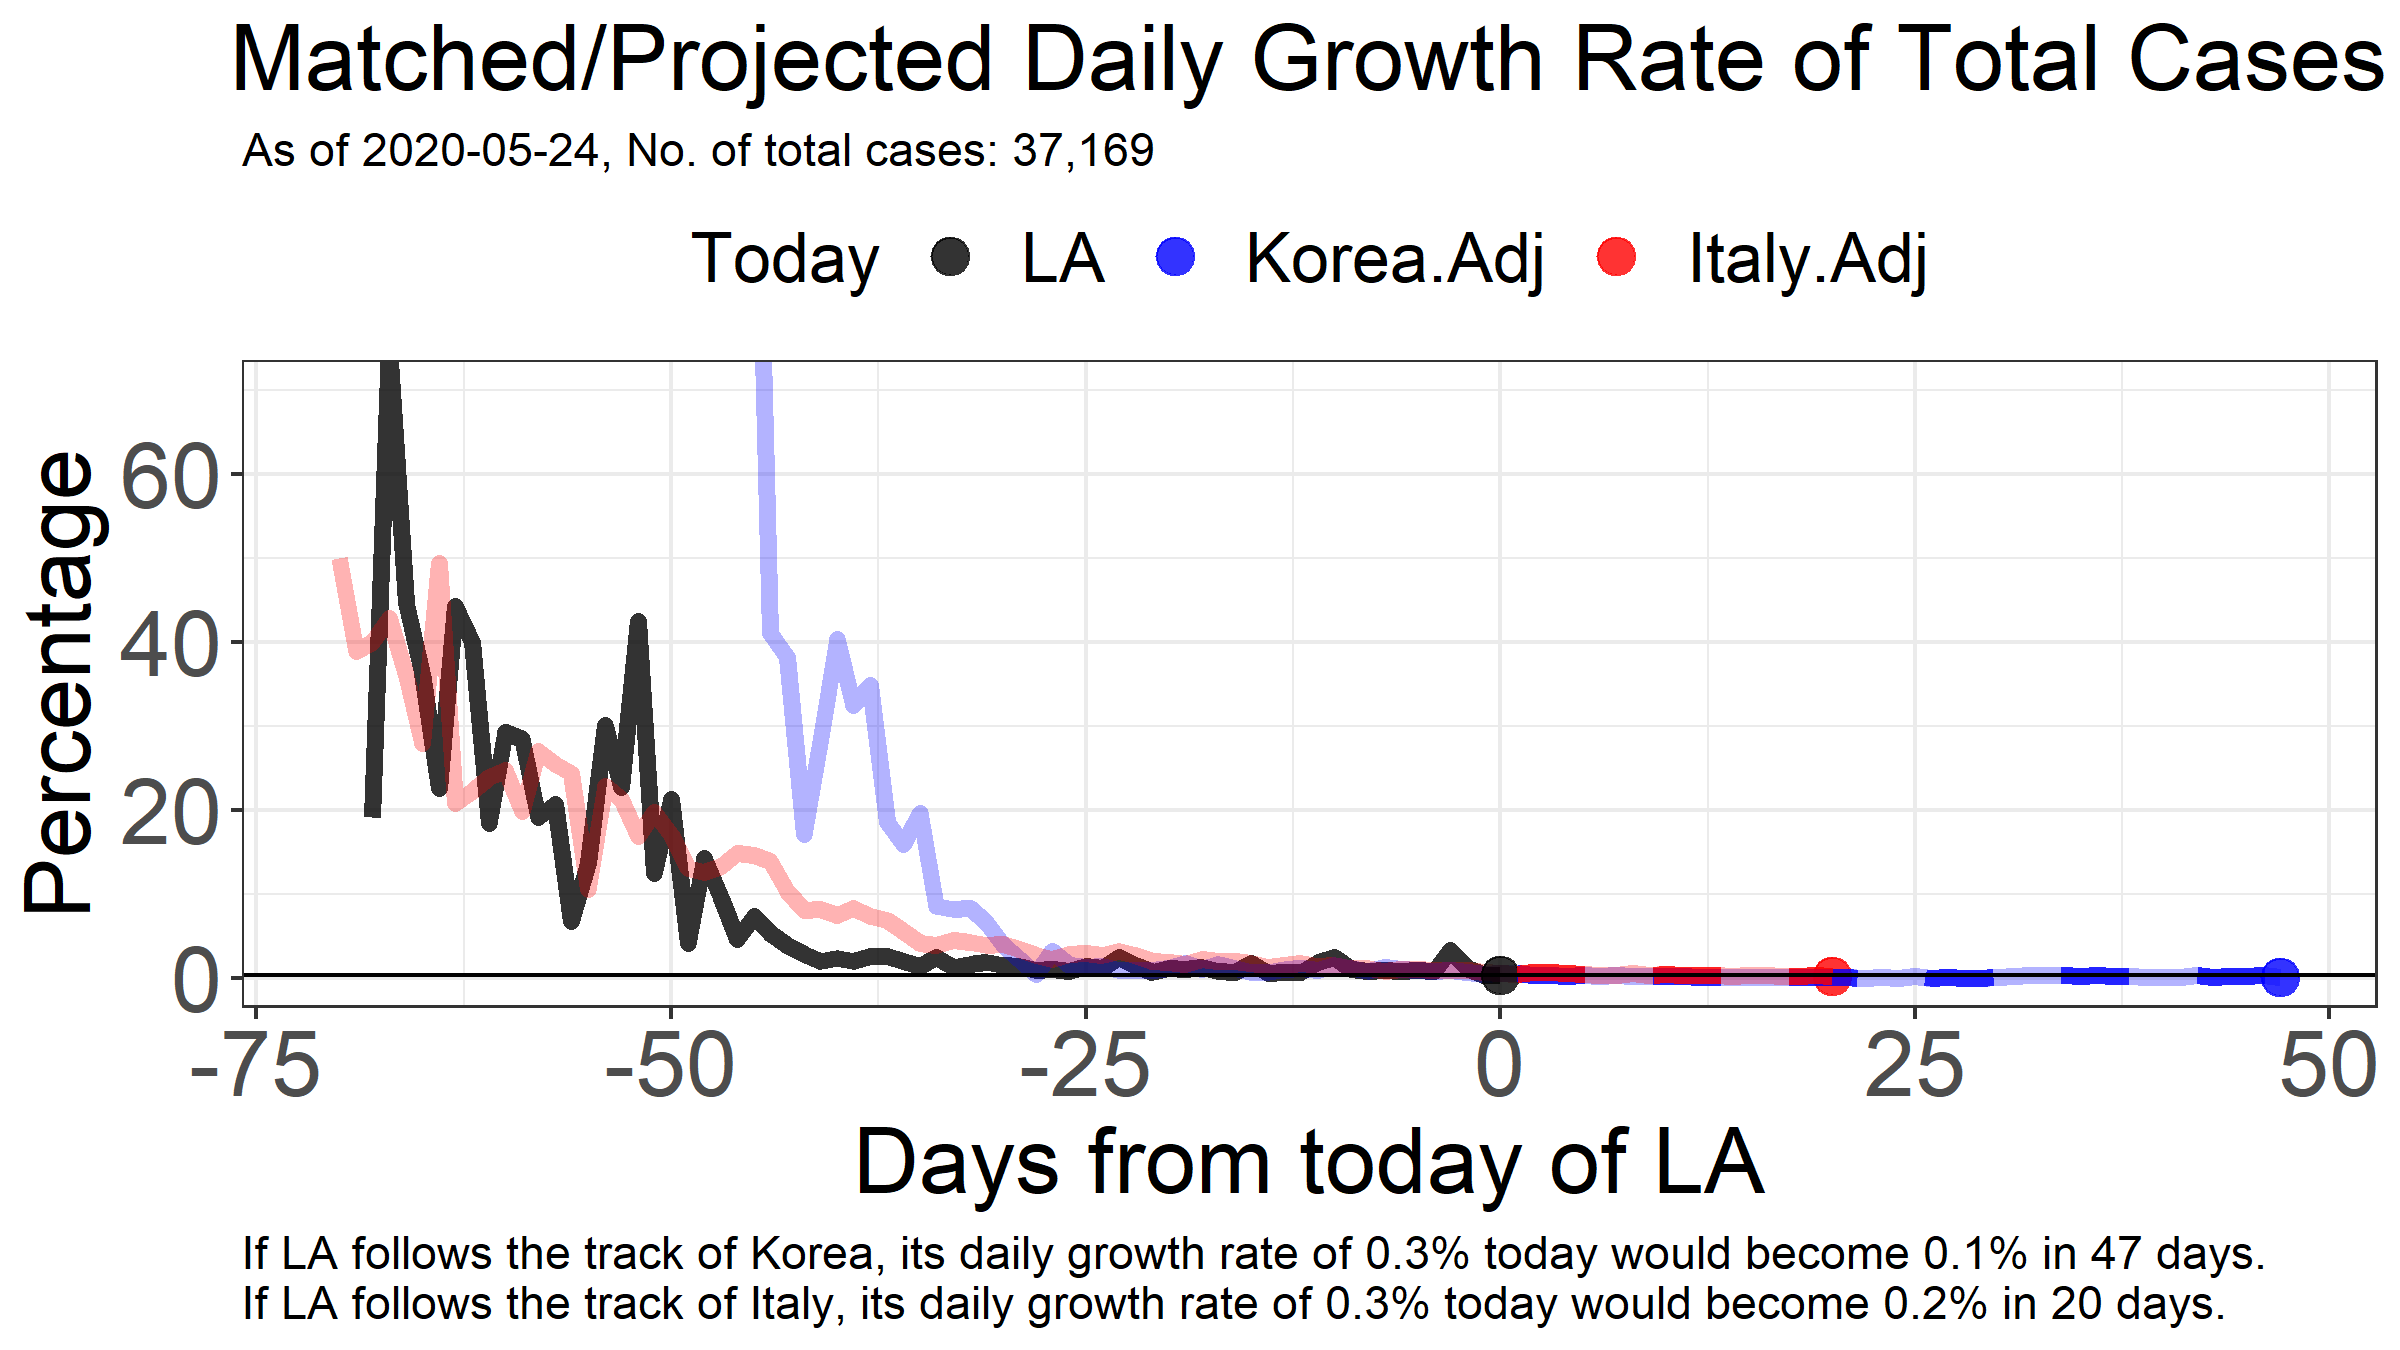 Matched/Projected Daily Growth Rate of Total Cases
As of 2020-05-24, No. of total cases: 37,169
Today LA Korea.Adj Italy.Adj
Percentage
60
40
20
0
-75 -50 -25 0 25 50
Days from today of LA
If LA follows the track of Korea, its daily growth rate of 0.3% today would become 0.1% in 47 days.
If LA follows the track of Italy, its daily growth rate of 0.3% today would become 0.2% in 20 days.